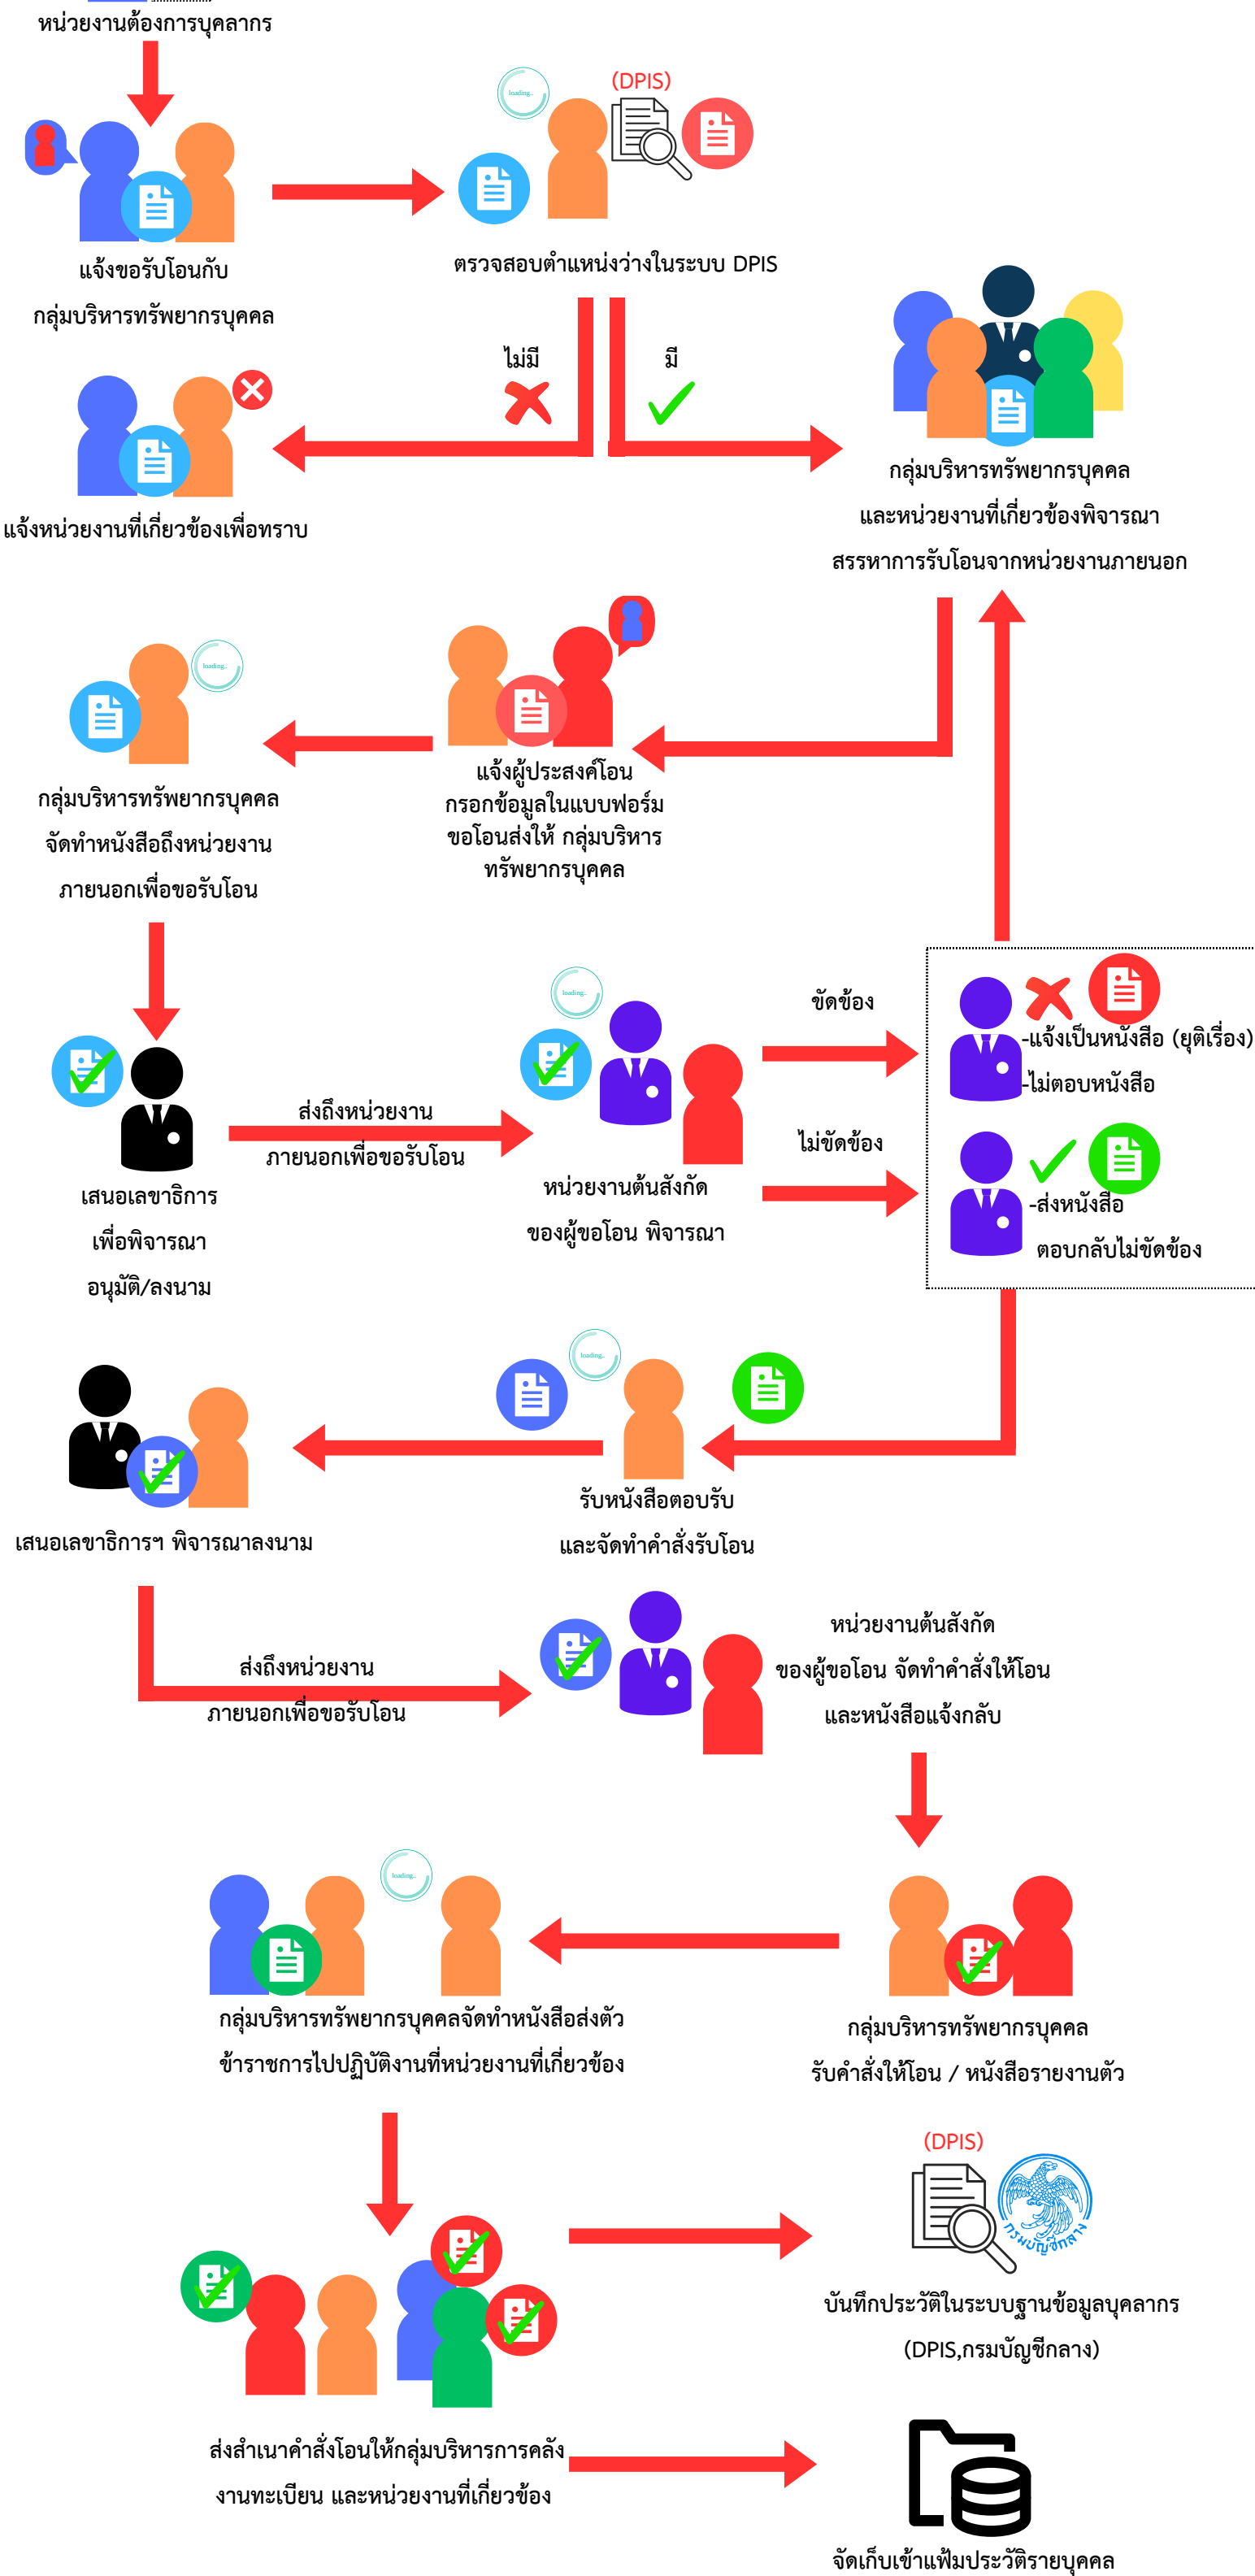 หน่วยงานต้องการบุคลากร
loading..
(DPIS)
แจ้งขอรับโอนกับ
กลุ่มบริหารทรัพยากรบุคคล
ตรวจสอบตำแหน่งว่างในระบบ DPIS
ไม่มี
มี
แจ้งหน่วยงานที่เกี่ยวข้องเพื่อทราบ
กลุ่มบริหารทรัพยากรบุคคล
และหน่วยงานที่เกี่ยวข้องพิจารณา
สรรหาการรับโอนจากหน่วยงานภายนอก
loading..
แจ้งผู้ประสงค์โอน
กรอกข้อมูลในแบบฟอร์ม
ขอโอนส่งให้ กลุ่มบริหาร
ทรัพยากรบุคคล
กลุ่มบริหารทรัพยากรบุคคล
จัดทำหนังสือถึงหน่วยงาน
ภายนอกเพื่อขอรับโอน
loading..
ขัดข้อง
-แจ้งเป็นหนังสือ (ยุติเรื่อง)
-ไม่ตอบหนังสือ
ส่งถึงหน่วยงาน
ภายนอกเพื่อขอรับโอน
ไม่ขัดข้อง
-ส่งหนังสือ
ตอบกลับไม่ขัดข้อง
เสนอเลขาธิการ
เพื่อพิจารณา
อนุมัติ/ลงนาม
หน่วยงานต้นสังกัด
ของผู้ขอโอน พิจารณา
loading..
รับหนังสือตอบรับ
และจัดทำคำสั่งรับโอน
เสนอเลขาธิการฯ พิจารณาลงนาม
ส่งถึงหน่วยงาน
ภายนอกเพื่อขอรับโอน
หน่วยงานต้นสังกัด
ของผู้ขอโอน จัดทำคำสั่งให้โอน
และหนังสือแจ้งกลับ
loading..
กลุ่มบริหารทรัพยากรบุคคล
รับคำสั่งให้โอน / หนังสือรายงานตัว
กลุ่มบริหารทรัพยากรบุคคลจัดทำหนังสือส่งตัว
ข้าราชการไปปฏิบัติงานที่หน่วยงานที่เกี่ยวข้อง
(DPIS)
กรมบัญชีกลาง
บันทึกประวัติในระบบฐานข้อมูลบุคลากร
(DPIS,กรมบัญชีกลาง)
ส่งสำเนาคำสั่งโอนให้กลุ่มบริหารการคลัง
งานทะเบียน และหน่วยงานที่เกี่ยวข้อง
จัดเก็บเข้าแฟ้มประวัติรายบุคคล